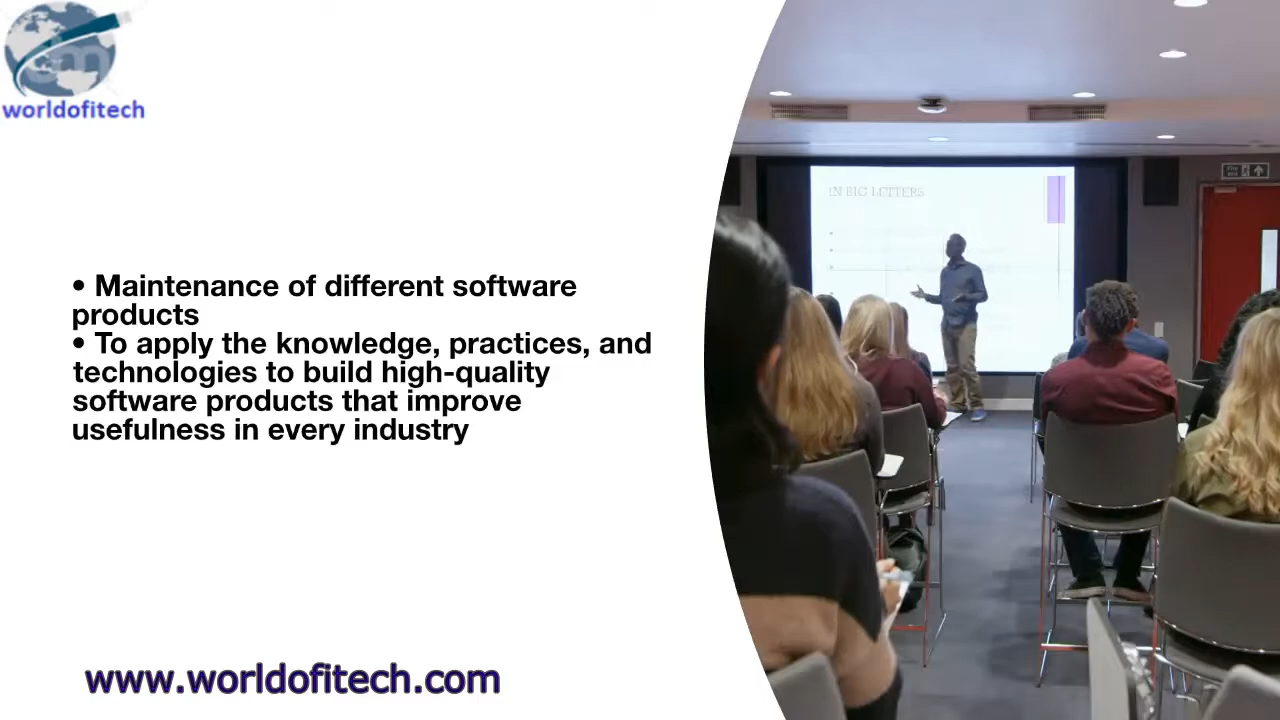 worldofitech
• Maintenance of different software
products
• To apply the knowledge, practices, and
technologies to build high-quality
software products that improve
usefulness in every industry
www.worldofitech.com
IN BIG LETTERS